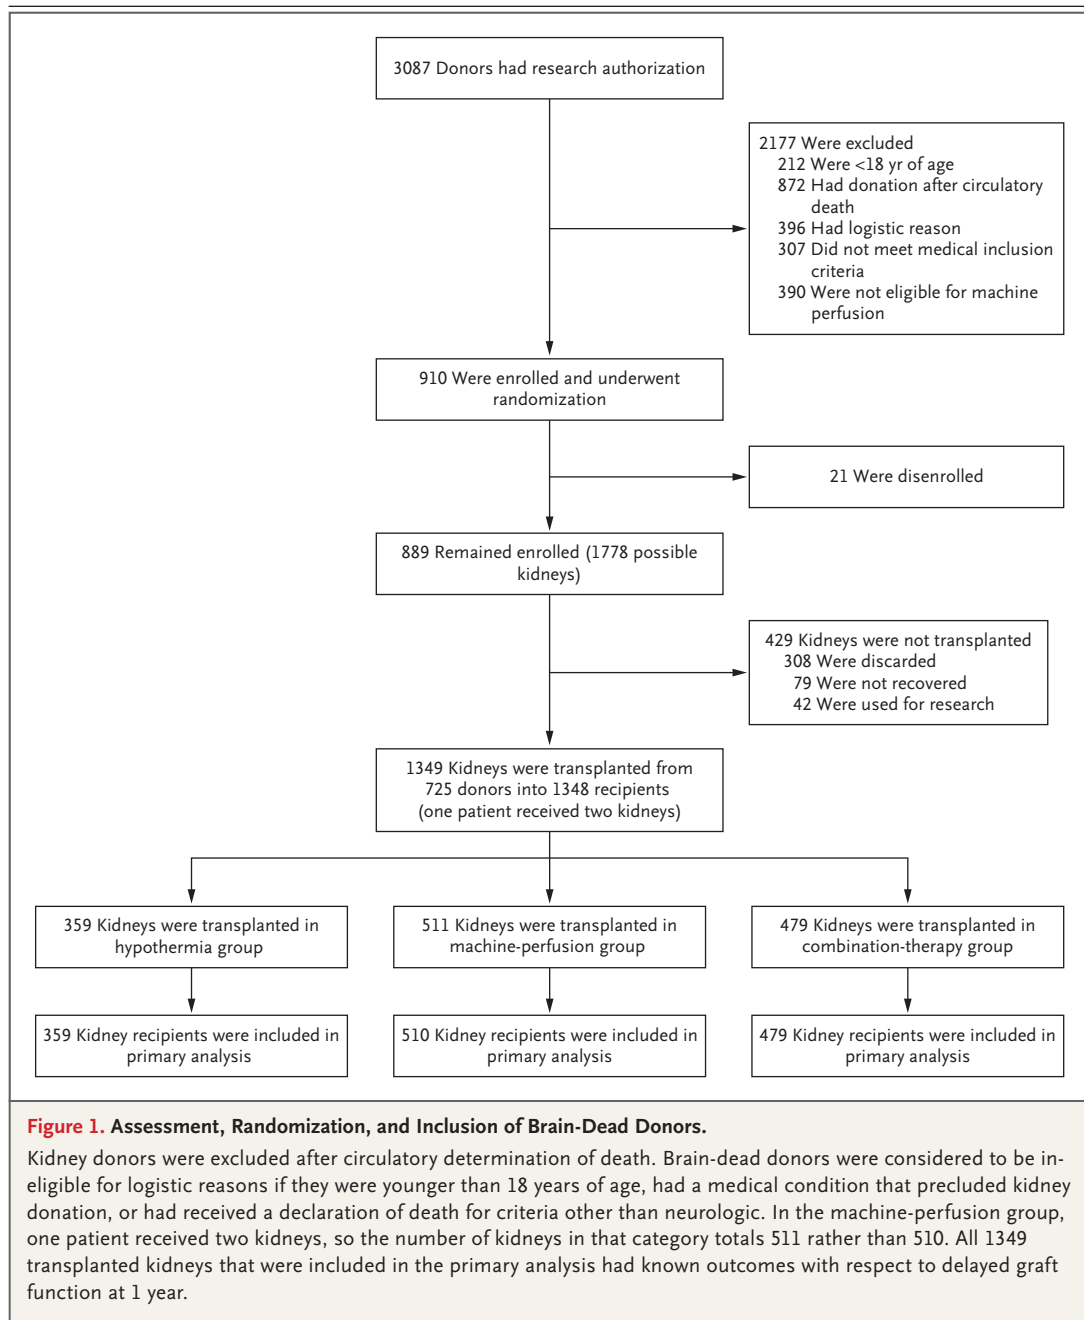 3087 Donors had research authorization
2177 Were excluded
212 Were <18 yr of age
872 Had donation after circulatory
death
396 Had logistic reason
307 Did not meet medical inclusion
criteria
390 Were not eligible for machine
perfusion
910 Were enrolled and underwent
randomization
21 Were disenrolled
889 Remained enrolled (1778 possible
kidneys)
429 Kidneys were not transplanted
308 Were discarded
79 Were not recovered
42 Were used for research
1349 Kidneys were transplanted from
725 donors into 1348 recipients
(one patient received two kidneys)
359 Kidneys were transplanted in
hypothermia group
511 Kidneys were transplanted in
machine-perfusion group
479 Kidneys were transplanted in
combination-therapy group
359 Kidney recipients were included in
primary analysis
510 Kidney recipients were included in
primary analysis
479 Kidney recipients were included in
primary analysis
Figure 1. Assessment, Randomization, and Inclusion of Brain-Dead Donors.
Kidney donors were excluded after circulatory determination of death. Brain-dead donors were considered to be in-
eligible for logistic reasons if they were younger than 18 years of age, had a medical condition that precluded kidney
donation, or had received a declaration of death for criteria other than neurologic. In the machine-perfusion group,
one patient received two kidneys, so the number of kidneys in that category totals 511 rather than 510. All 1349
transplanted kidneys that were included in the primary analysis had known outcomes with respect to delayed graft
function at 1 year.